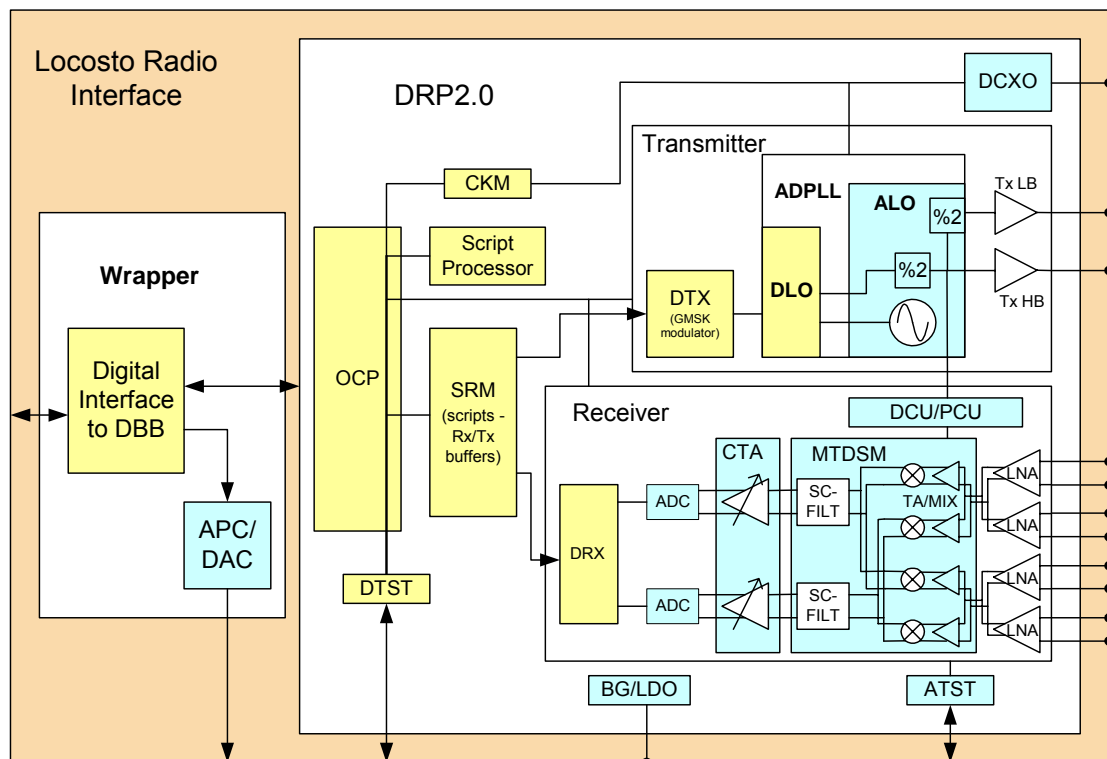 Locosto Radio
Interface
DRP2.0
DCXO
Transmitter
CKM
ADPLL
ALO
Tx LB
%2
Script
Processor
Wrapper
%2
DLO
DTX
(GMSK
modulator)
Tx HB
Digital
Interface
to DBB
OCP
SRM
(scripts -
Rx/Tx
buffers)
Receiver
DCU/PCU
CTA
MTDSM
LNA
ADC
SC-
FILT
TA/MIX
LNA
APC/
DAC
DRX
DTST
ADC
SC-
FILT
LNA
LNA
BG/LDO
ATST